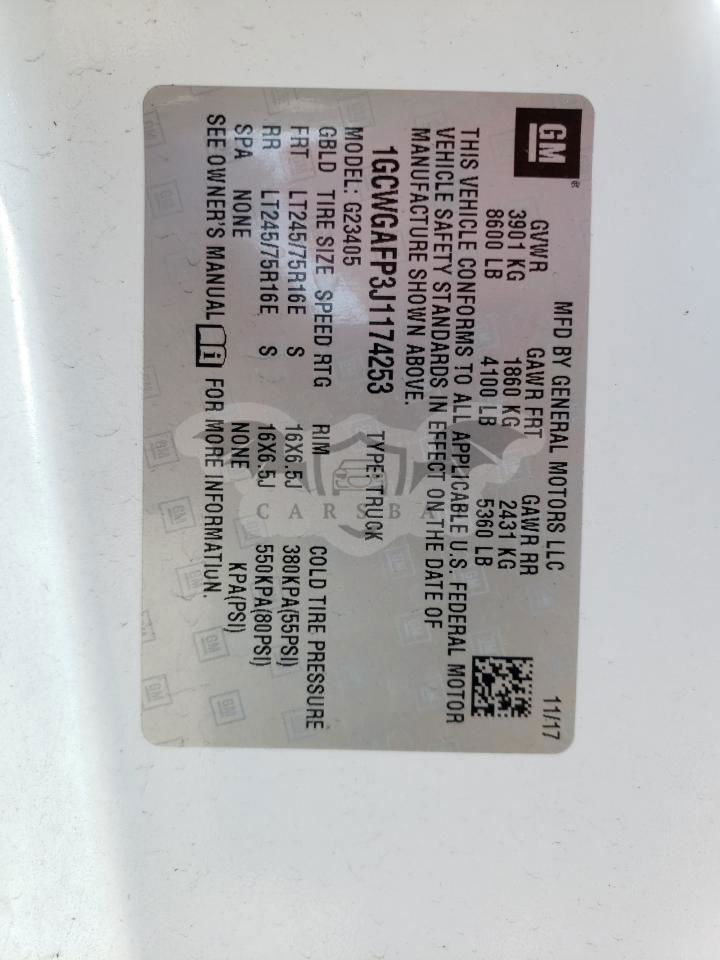 GM ®
MFD BY GENERAL MOTORS LLC 11/17
GVWR GAWR FRT GAWR RR
3901 KG 1860 KG 2431 KG
8600 LB 4100 LB 5360 LB
THIS VEHICLE CONFORMS TO ALL APPLICABLE U.S. FEDERAL MOTOR
VEHICLE SAFETY STANDARDS IN EFFECT ON THE DATE OF
MANUFACTURE SHOWN ABOVE.
1GCWGAFP3J1174253 TYPE: TRUCK
MODEL: G23405
GBLD TIRE SIZE SPEED RTG RIM COLD TIRE PRESSURE
FRT LT245/75R16E S 16X6.5J 380KPA(55PSI)
RR LT245/75R16E S 16X6.5J 550KPA(80PSI)
SPA NONE NONE KPA(PSI)
SEE OWNER'S MANUAL i FOR MORE INFORMATION.
CARSBA